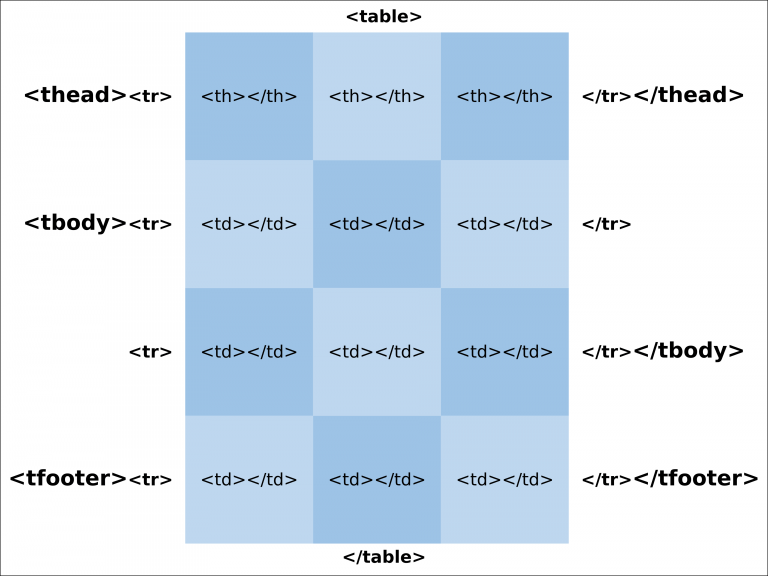 <table>
<thead><tr> <th></th> <th></th> <th></th> </tr></thead>
<tbody><tr> <td></td> <td></td> <td></td> </tr>
<tr> <td></td> <td></td> <td></td> </tr></tbody>
<tfooter><tr> <td></td> <td></td> <td></td> </tr></tfooter>
</table>